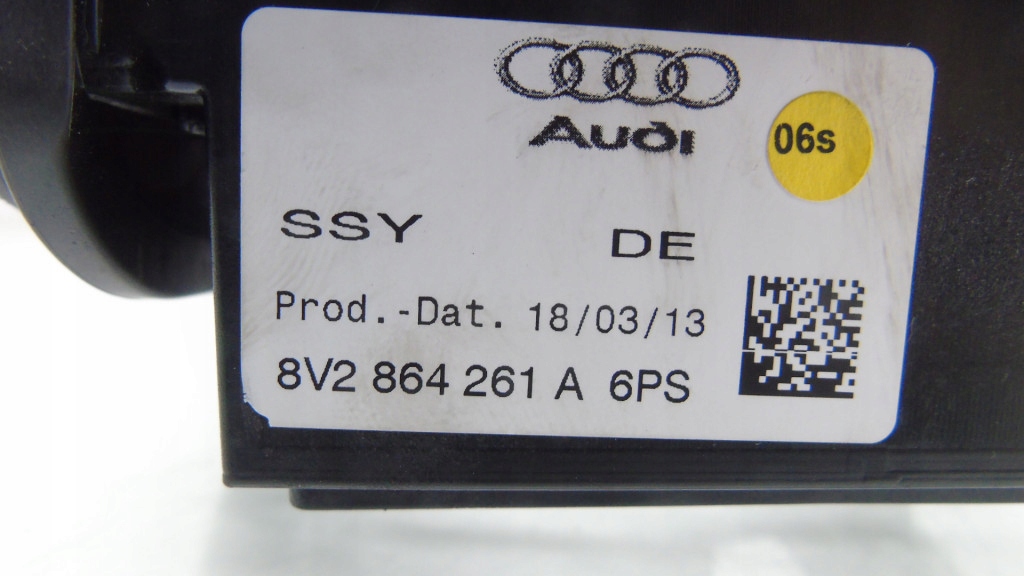 Audi
06s
SSY DE
Prod.-Dat. 18/03/13
8V2 864 261 A 6PS